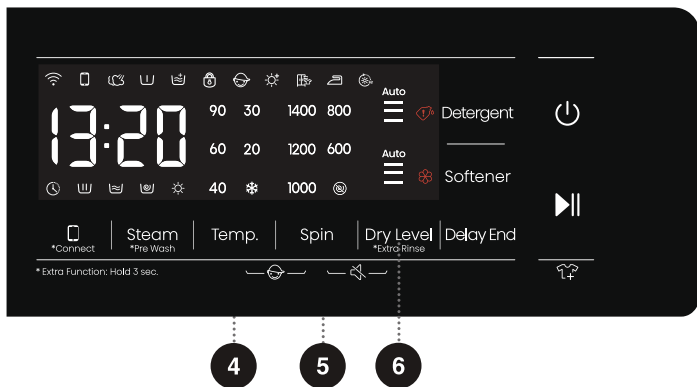 Auto
13:20
90 30 1400 800
Detergent
60 20 1200 600
Auto
Softener
40 1000
*Connect
Steam
*Pre Wash
Temp.
Spin
Dry Level
*Extra Rinse
Delay End
* Extra Function: Hold 3 sec.
4 5 6